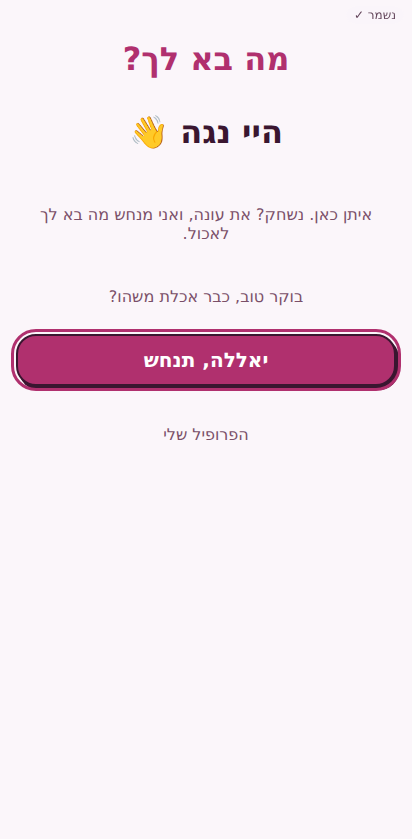 נשמר ✓
מה בא לך?
היי נגה 👋
איתן כאן. נשחק? את עונה, ואני מנחש מה בא לך
לאכול.
בוקר טוב, כבר אכלת משהו?
יאללה, תנחש
הפרופיל שלי